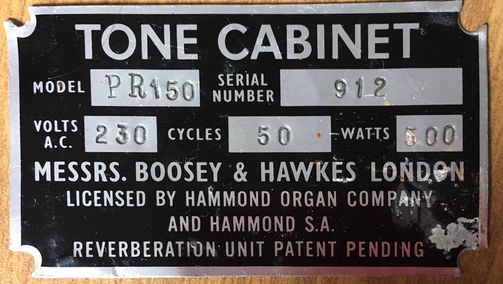 TONE CABINET
MODEL PR150 SERIAL NUMBER 912
VOLTS A.C. 230 CYCLES 50 -WATTS 500
MESSRS. BOOSEY & HAWKES LONDON
LICENSED BY HAMMOND ORGAN COMPANY
AND HAMMOND S.A.
REVERBERATION UNIT PATENT PENDING